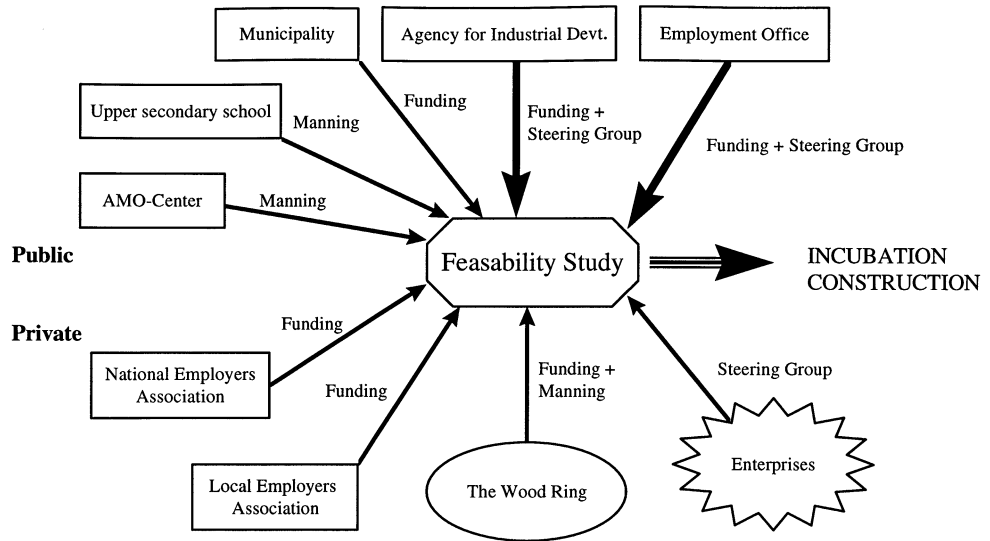 Municipality
Agency for Industrial Devt.
Employment Office
Upper secondary school
Manning
Funding
Funding +
Steering Group
Funding + Steering Group
AMO-Center
Manning
Public
Feasability Study
INCUBATION
CONSTRUCTION
Private
Funding
National Employers
Association
Funding
Funding +
Manning
Steering Group
Local Employers
Association
The Wood Ring
Enterprises